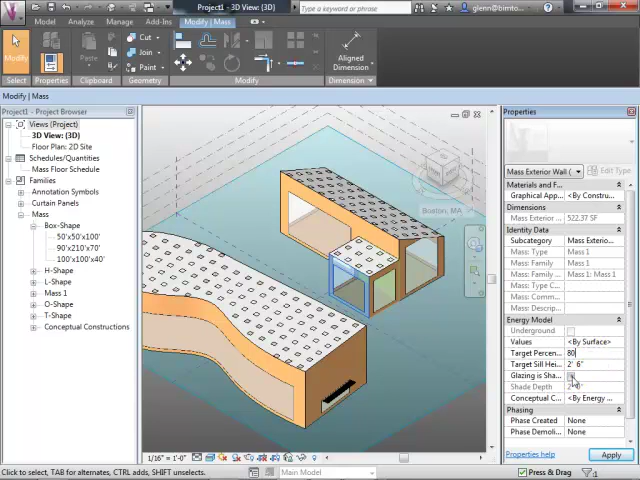 Project1 - 3D View: (3D)
glenn@bimto...
Model
Analyze
Manage
Add-Ins
Modify | Mass
Modify
Cut
Join
Paint
Aligned
Dimension
Select
Properties
Clipboard
Geometry
Modify
Dimension
Modify | Mass
Project1 - Project Browser
Views (Project)
3D View: (3D)
Floor Plan: 2D Site
Schedules/Quantities
Mass Floor Schedule
Families
Annotation Symbols
Curtain Panels
Mass
Box-Shape
50'x50'x100'
90'x210'x70'
100'x100'x40'
H-Shape
L-Shape
Mass 1
O-Shape
T-Shape
Conceptual Constructions
Boston, MA
Properties
Mass Exterior Wall (
Edit Type
Materials and F...
Graphical App... <By Constru...
Dimensions
Mass Exterior ... 522.37 SF
Identity Data
Subcategory Mass Exterio...
Mass: Family Mass 1
Mass: Family ... Mass 1: Mass 1
Mass: Type C...
Mass: Comm...
Mass: Descrip...
Energy Model
Underground
Values <By Surface>
Target Percen... 80
Target Sill Hei... 2' 6"
Glazing is Sha...
Shade Depth
Conceptual C... <By Energy ...
Phasing
Phase Created None
Phase Demoli... None
Properties help
Apply
1/16" = 1'-0"
Click to select, TAB for alternates, CTRL adds, SHIFT unselects.
Main Model
Press & Drag
:1